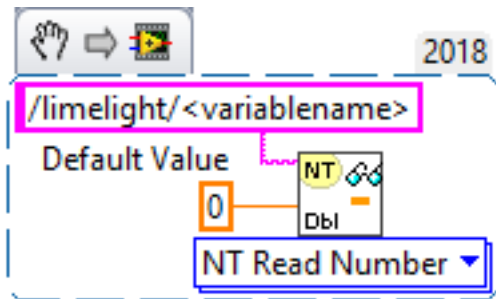 2018
/limelight/<variablename>
Default Value
NT
0
Dbl
NT Read Number